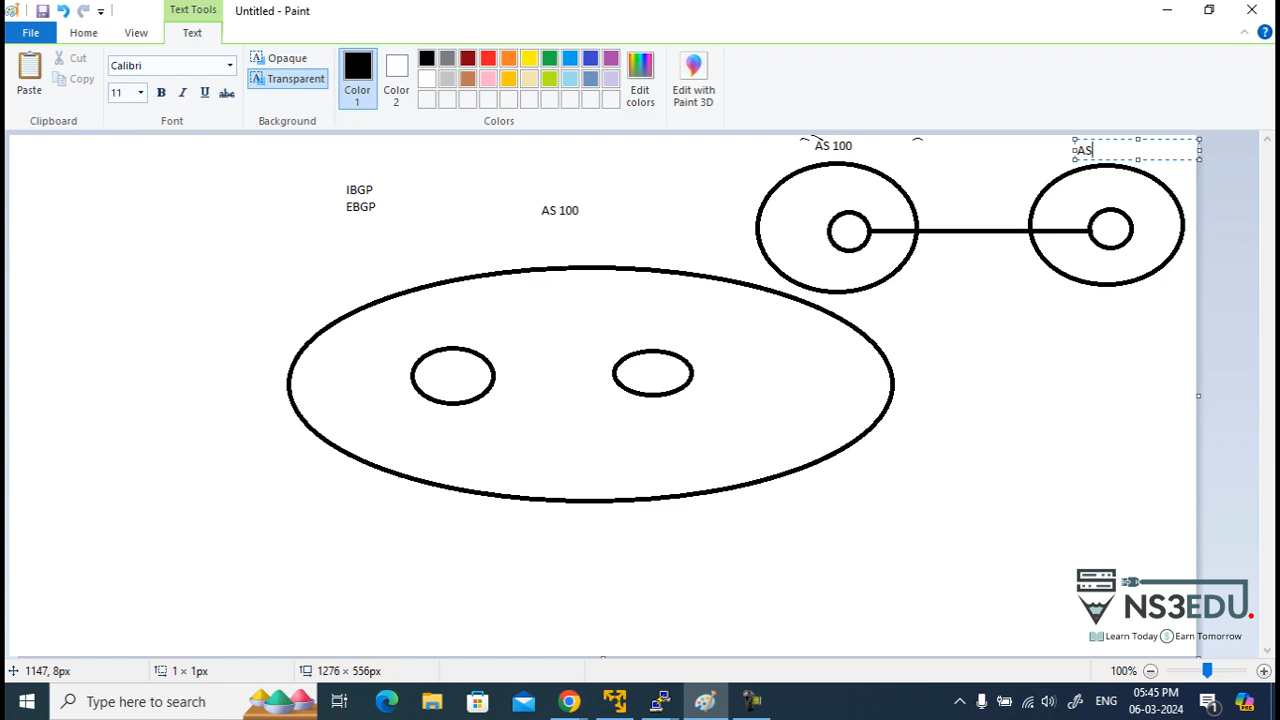 Text Tools
Untitled - Paint
File
Home
View
Text
Paste
Cut
Copy
Clipboard
Calibri
11
B I U abc
Font
Opaque
Transparent
Background
Color 1
Color 2
Edit colors
Colors
Edit with Paint 3D
AS 100
AS
IBGP
EBGP
AS 100
NS3EDU.
Learn Today $ Earn Tomorrow
1147, 8px
1 × 1px
1276 × 556px
100%
Type here to search
ENG
05:45 PM
06-03-2024
1